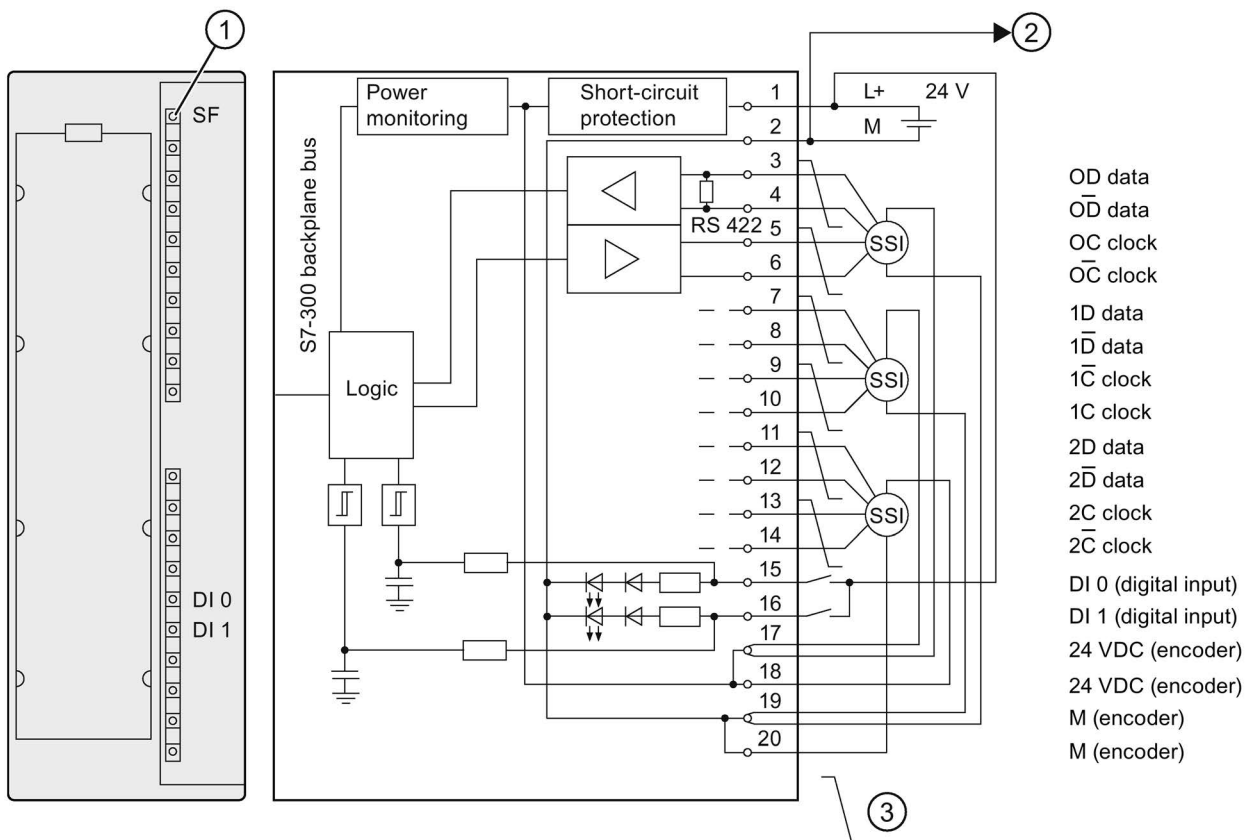 1
SF
DI 0
DI 1
2
Power
monitoring
Short-circuit
protection
S7-300 backplane bus
Logic
RS 422
1
2
3
4
5
6
7
8
9
10
11
12
13
14
15
16
17
18
19
20
L+ 24 V
M
SSI
SSI
SSI
OD data
OD̅ data
OC clock
OC̅ clock
1D data
1D̅ data
1C̅ clock
1C clock
2D data
2D̅ data
2C clock
2C̅ clock
DI 0 (digital input)
DI 1 (digital input)
24 VDC (encoder)
24 VDC (encoder)
M (encoder)
M (encoder)
3